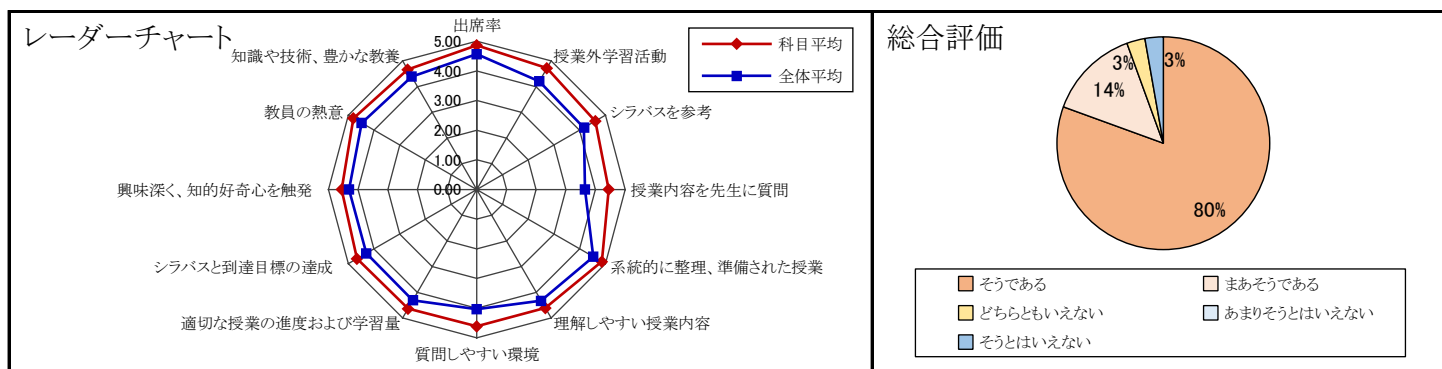 レーダーチャート
出席率
授業外学習活動
シラバスを参考
授業内容を先生に質問
系統的に整理、準備された授業
理解しやすい授業内容
質問しやすい環境
適切な授業の進度および学習量
シラバスと到達目標の達成
興味深く、知的好奇心を触発
教員の熱意
知識や技術、豊かな教養
5.00
4.00
3.00
2.00
1.00
0.00
科目平均
全体平均
総合評価
3%
3%
14%
80%
そうである
まあそうである
どちらともいえない
あまりそうとはいえない
そうとはいえない